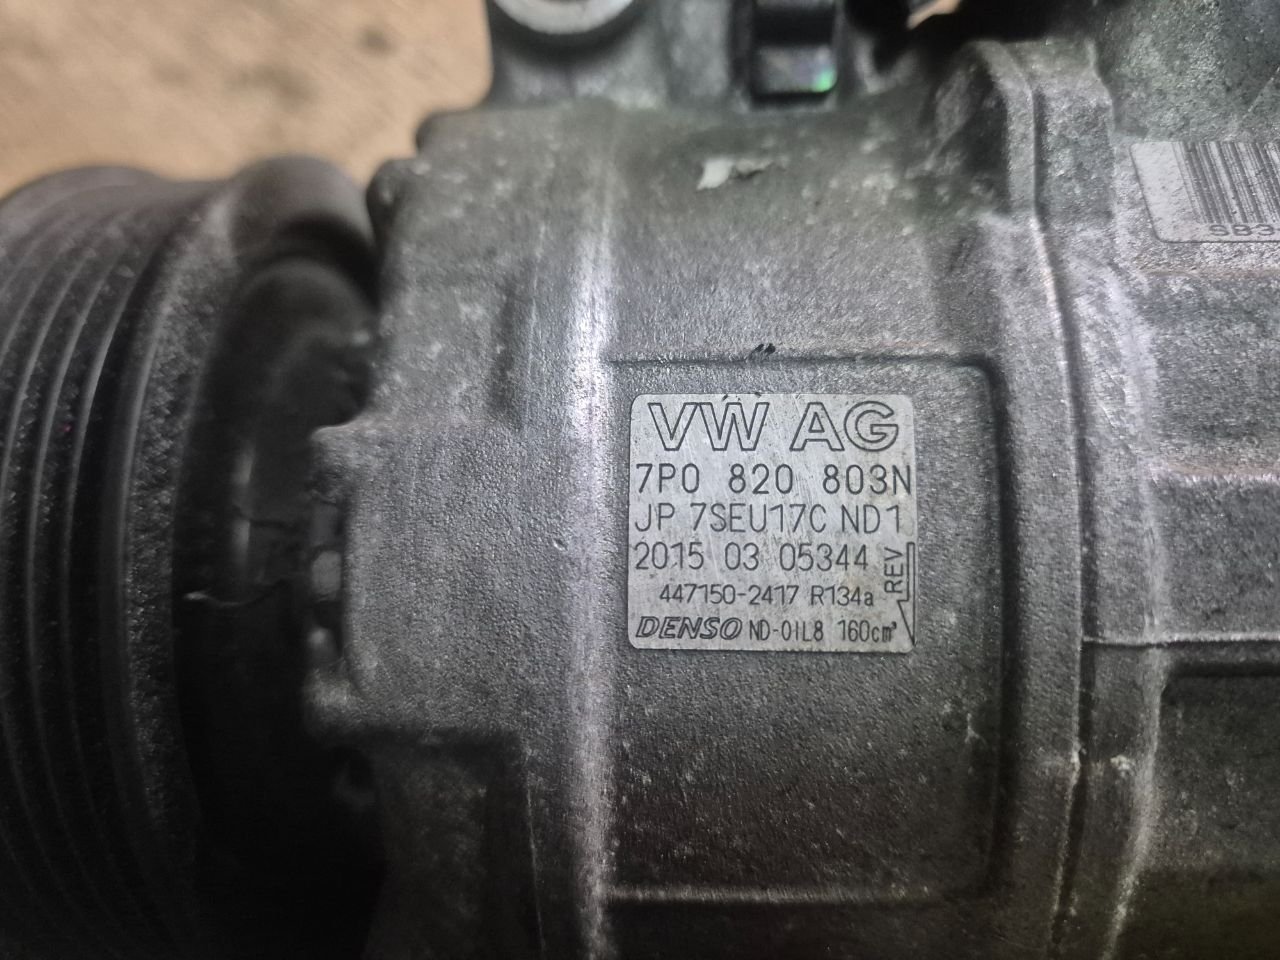 VW AG
7P0 820 803N
JP 7SEU17C ND1
2015 03 05344
REV
447150-2417 R134a
DENSO ND-OIL8 160cm³